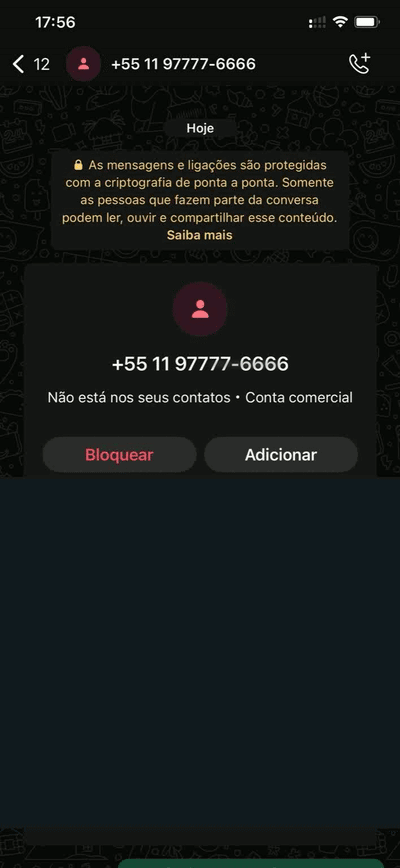 17:56
12
+55 11 97777-6666
Hoje
As mensagens e ligações são protegidas
com a criptografia de ponta a ponta. Somente
as pessoas que fazem parte da conversa
podem ler, ouvir e compartilhar esse conteúdo.
Saiba mais
+55 11 97777-6666
Não está nos seus contatos • Conta comercial
Bloquear
Adicionar